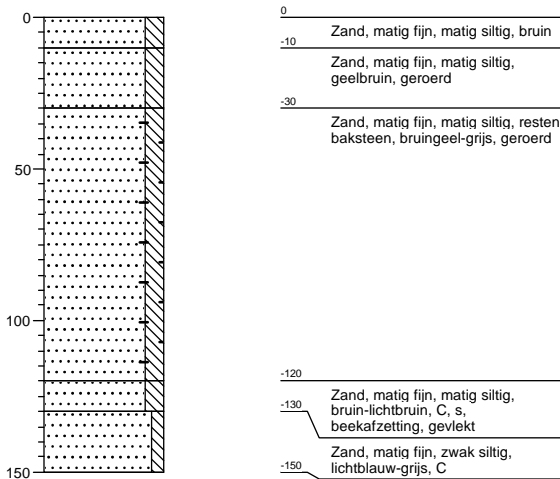 0
50
100
150
0
Zand, matig fijn, matig siltig, bruin
-10
Zand, matig fijn, matig siltig,
geelbruin, geroerd
-30
Zand, matig fijn, matig siltig, resten
baksteen, bruingeel-grijs, geroerd
-120
Zand, matig fijn, matig siltig,
bruin-lichtbruin, C, s,
beekafzetting, gevlekt
-130
Zand, matig fijn, zwak siltig,
lichtblauw-grijs, C
-150